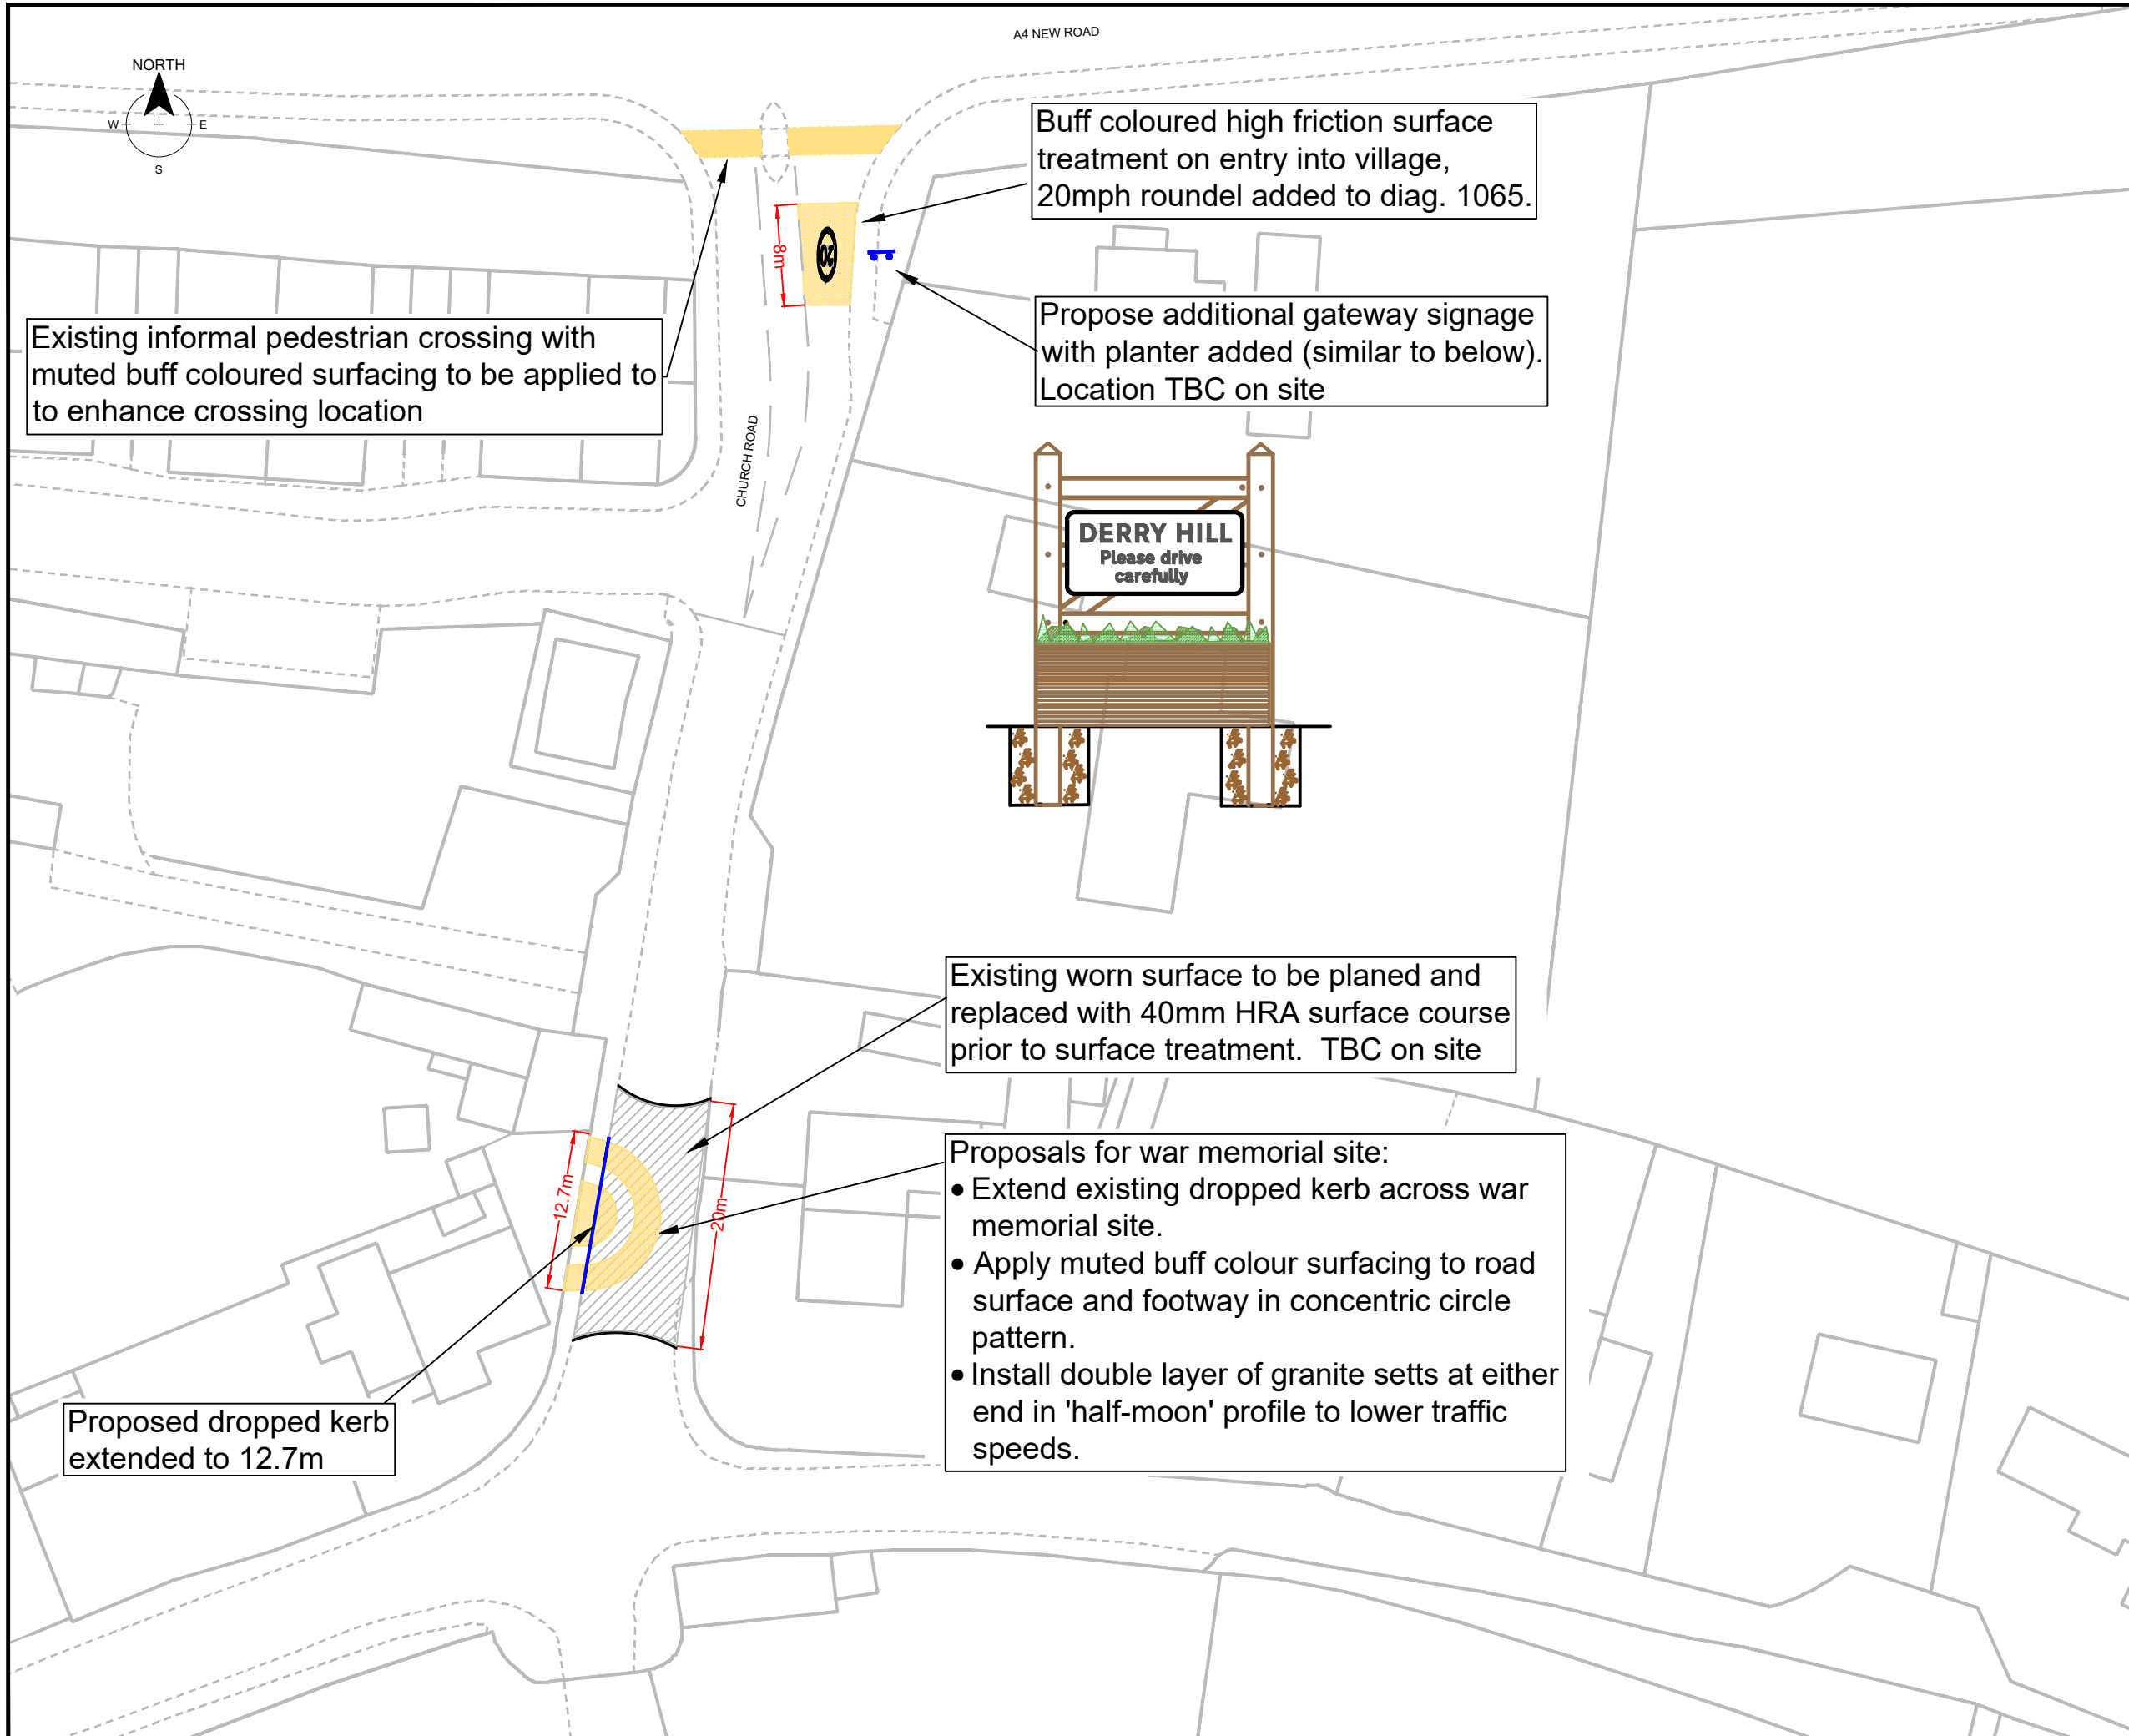 A4 NEW ROAD
NORTH
W
E
S
Buff coloured high friction surface
treatment on entry into village,
20mph roundel added to diag. 1065.
8m
20
Propose additional gateway signage
with planter added (similar to below).
Location TBC on site
Existing informal pedestrian crossing with
muted buff coloured surfacing to be applied to
to enhance crossing location
CHURCH ROAD
DERRY HILL
Please drive
carefully
Existing worn surface to be planed and
replaced with 40mm HRA surface course
prior to surface treatment.  TBC on site
12.7m
20m
Proposals for war memorial site:
• Extend existing dropped kerb across war
memorial site.
• Apply muted buff colour surfacing to road
surface and footway in concentric circle
pattern.
• Install double layer of granite setts at either
end in 'half-moon' profile to lower traffic
speeds.
Proposed dropped kerb
extended to 12.7m